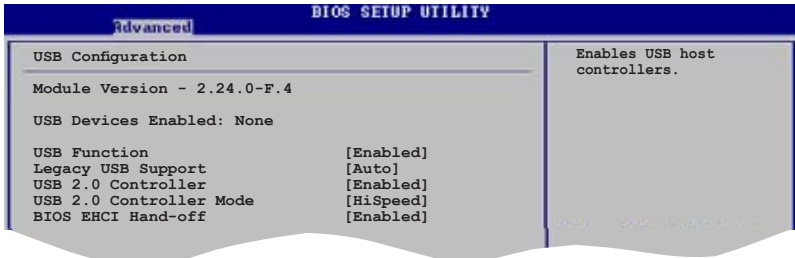 BIOS SETUP UTILITY
Advanced
USB Configuration
Module Version - 2.24.0-F.4
USB Devices Enabled: None
USB Function [Enabled]
Legacy USB Support [Auto]
USB 2.0 Controller [Enabled]
USB 2.0 Controller Mode [HiSpeed]
BIOS EHCI Hand-off [Enabled]
Enables USB host
controllers.